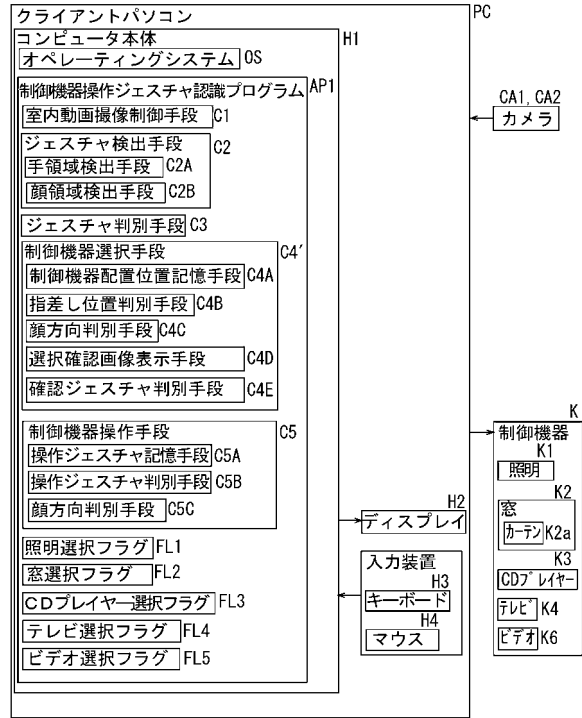 クライアントパソコン PC
コンピュータ本体 H1
オペレーティングシステム OS
制御機器操作ジェスチャ認識プログラム AP1
室内動画撮像制御手段 C1
ジェスチャ検出手段 C2
手領域検出手段 C2A
顔領域検出手段 C2B
ジェスチャ判別手段 C3
制御機器選択手段 C4′
制御機器配置位置記憶手段 C4A
指差し位置判別手段 C4B
顔方向判別手段 C4C
選択確認画像表示手段 C4D
確認ジェスチャ判別手段 C4E
制御機器操作手段 C5
操作ジェスチャ記憶手段 C5A
操作ジェスチャ判別手段 C5B
顔方向判別手段 C5C
照明選択フラグ FL1
窓選択フラグ FL2
CDプレイヤー選択フラグ FL3
テレビ選択フラグ FL4
ビデオ選択フラグ FL5
H2
ディスプレイ
入力装置
H3
キーボード
H4
マウス
CA1, CA2
カメラ
K
制御機器
K1
照明
K2
窓
カーテン K2a
K3
CDプレイヤー
テレビ K4
ビデオ K6